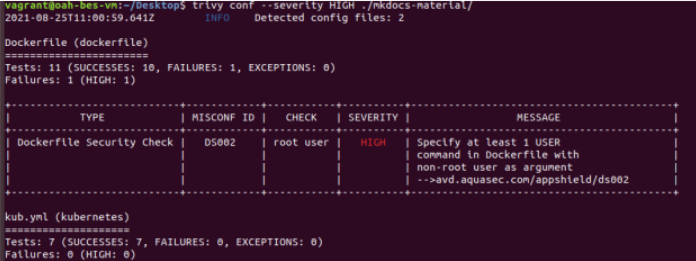 vagrant@oah-bes-vm:~/Desktop$ trivy conf --severity HIGH ./mkdocs-material/
2021-08-25T11:00:59.641Z INFO Detected config files: 2
Dockerfile (dockerfile)
=======================
Tests: 11 (SUCCESSES: 10, FAILURES: 1, EXCEPTIONS: 0)
Failures: 1 (HIGH: 1)
+---------------------------+------------+-----------+----------+------------------------------------------+
| TYPE | MISCONF ID | CHECK | SEVERITY | MESSAGE |
+---------------------------+------------+-----------+----------+------------------------------------------+
| Dockerfile Security Check | DS002 | root user | HIGH | Specify at least 1 USER |
| | | | | command in Dockerfile with |
| | | | | non-root user as argument |
| | | | | -->avd.aquasec.com/appshield/ds002 |
+---------------------------+------------+-----------+----------+------------------------------------------+
kub.yml (kubernetes)
====================
Tests: 7 (SUCCESSES: 7, FAILURES: 0, EXCEPTIONS: 0)
Failures: 0 (HIGH: 0)